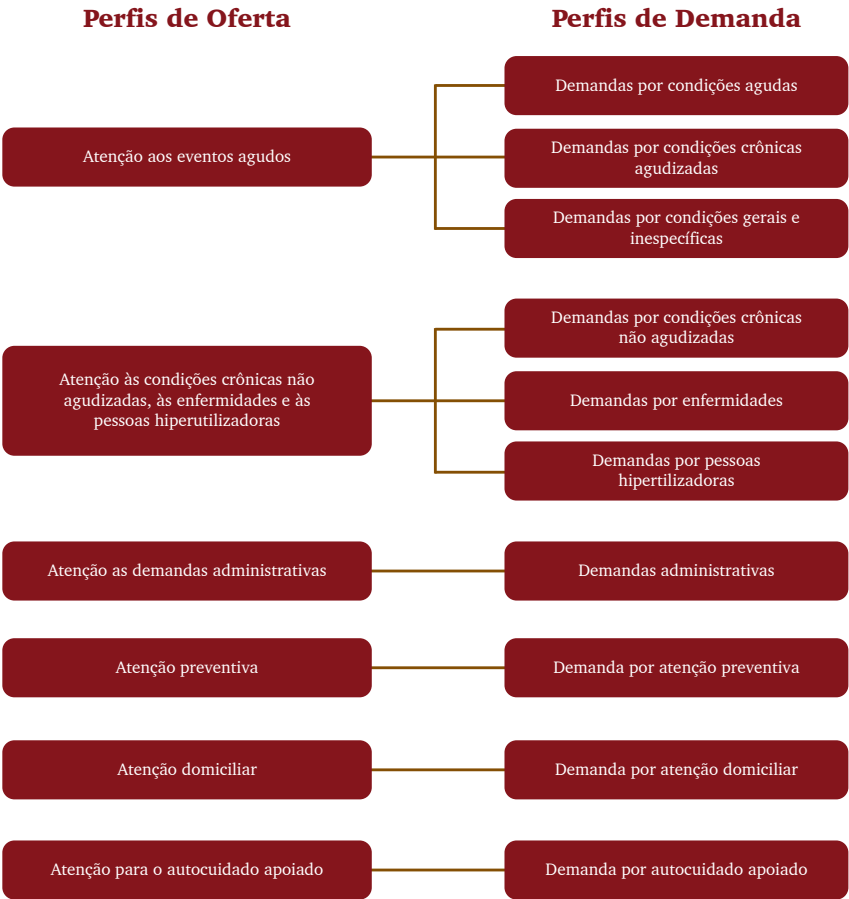 Perfis de Oferta
Perfis de Demanda
Atenção aos eventos agudos
Demandas por condições agudas
Demandas por condições crônicas
agudizadas
Demandas por condições gerais e
inespecíficas
Atenção às condições crônicas não
agudizadas, às enfermidades e às
pessoas hiperutilizadoras
Demandas por condições crônicas
não agudizadas
Demandas por enfermidades
Demandas por pessoas
hipertilizadoras
Atenção as demandas administrativas
Demandas administrativas
Atenção preventiva
Demanda por atenção preventiva
Atenção domiciliar
Demanda por atenção domiciliar
Atenção para o autocuidado apoiado
Demanda por autocuidado apoiado